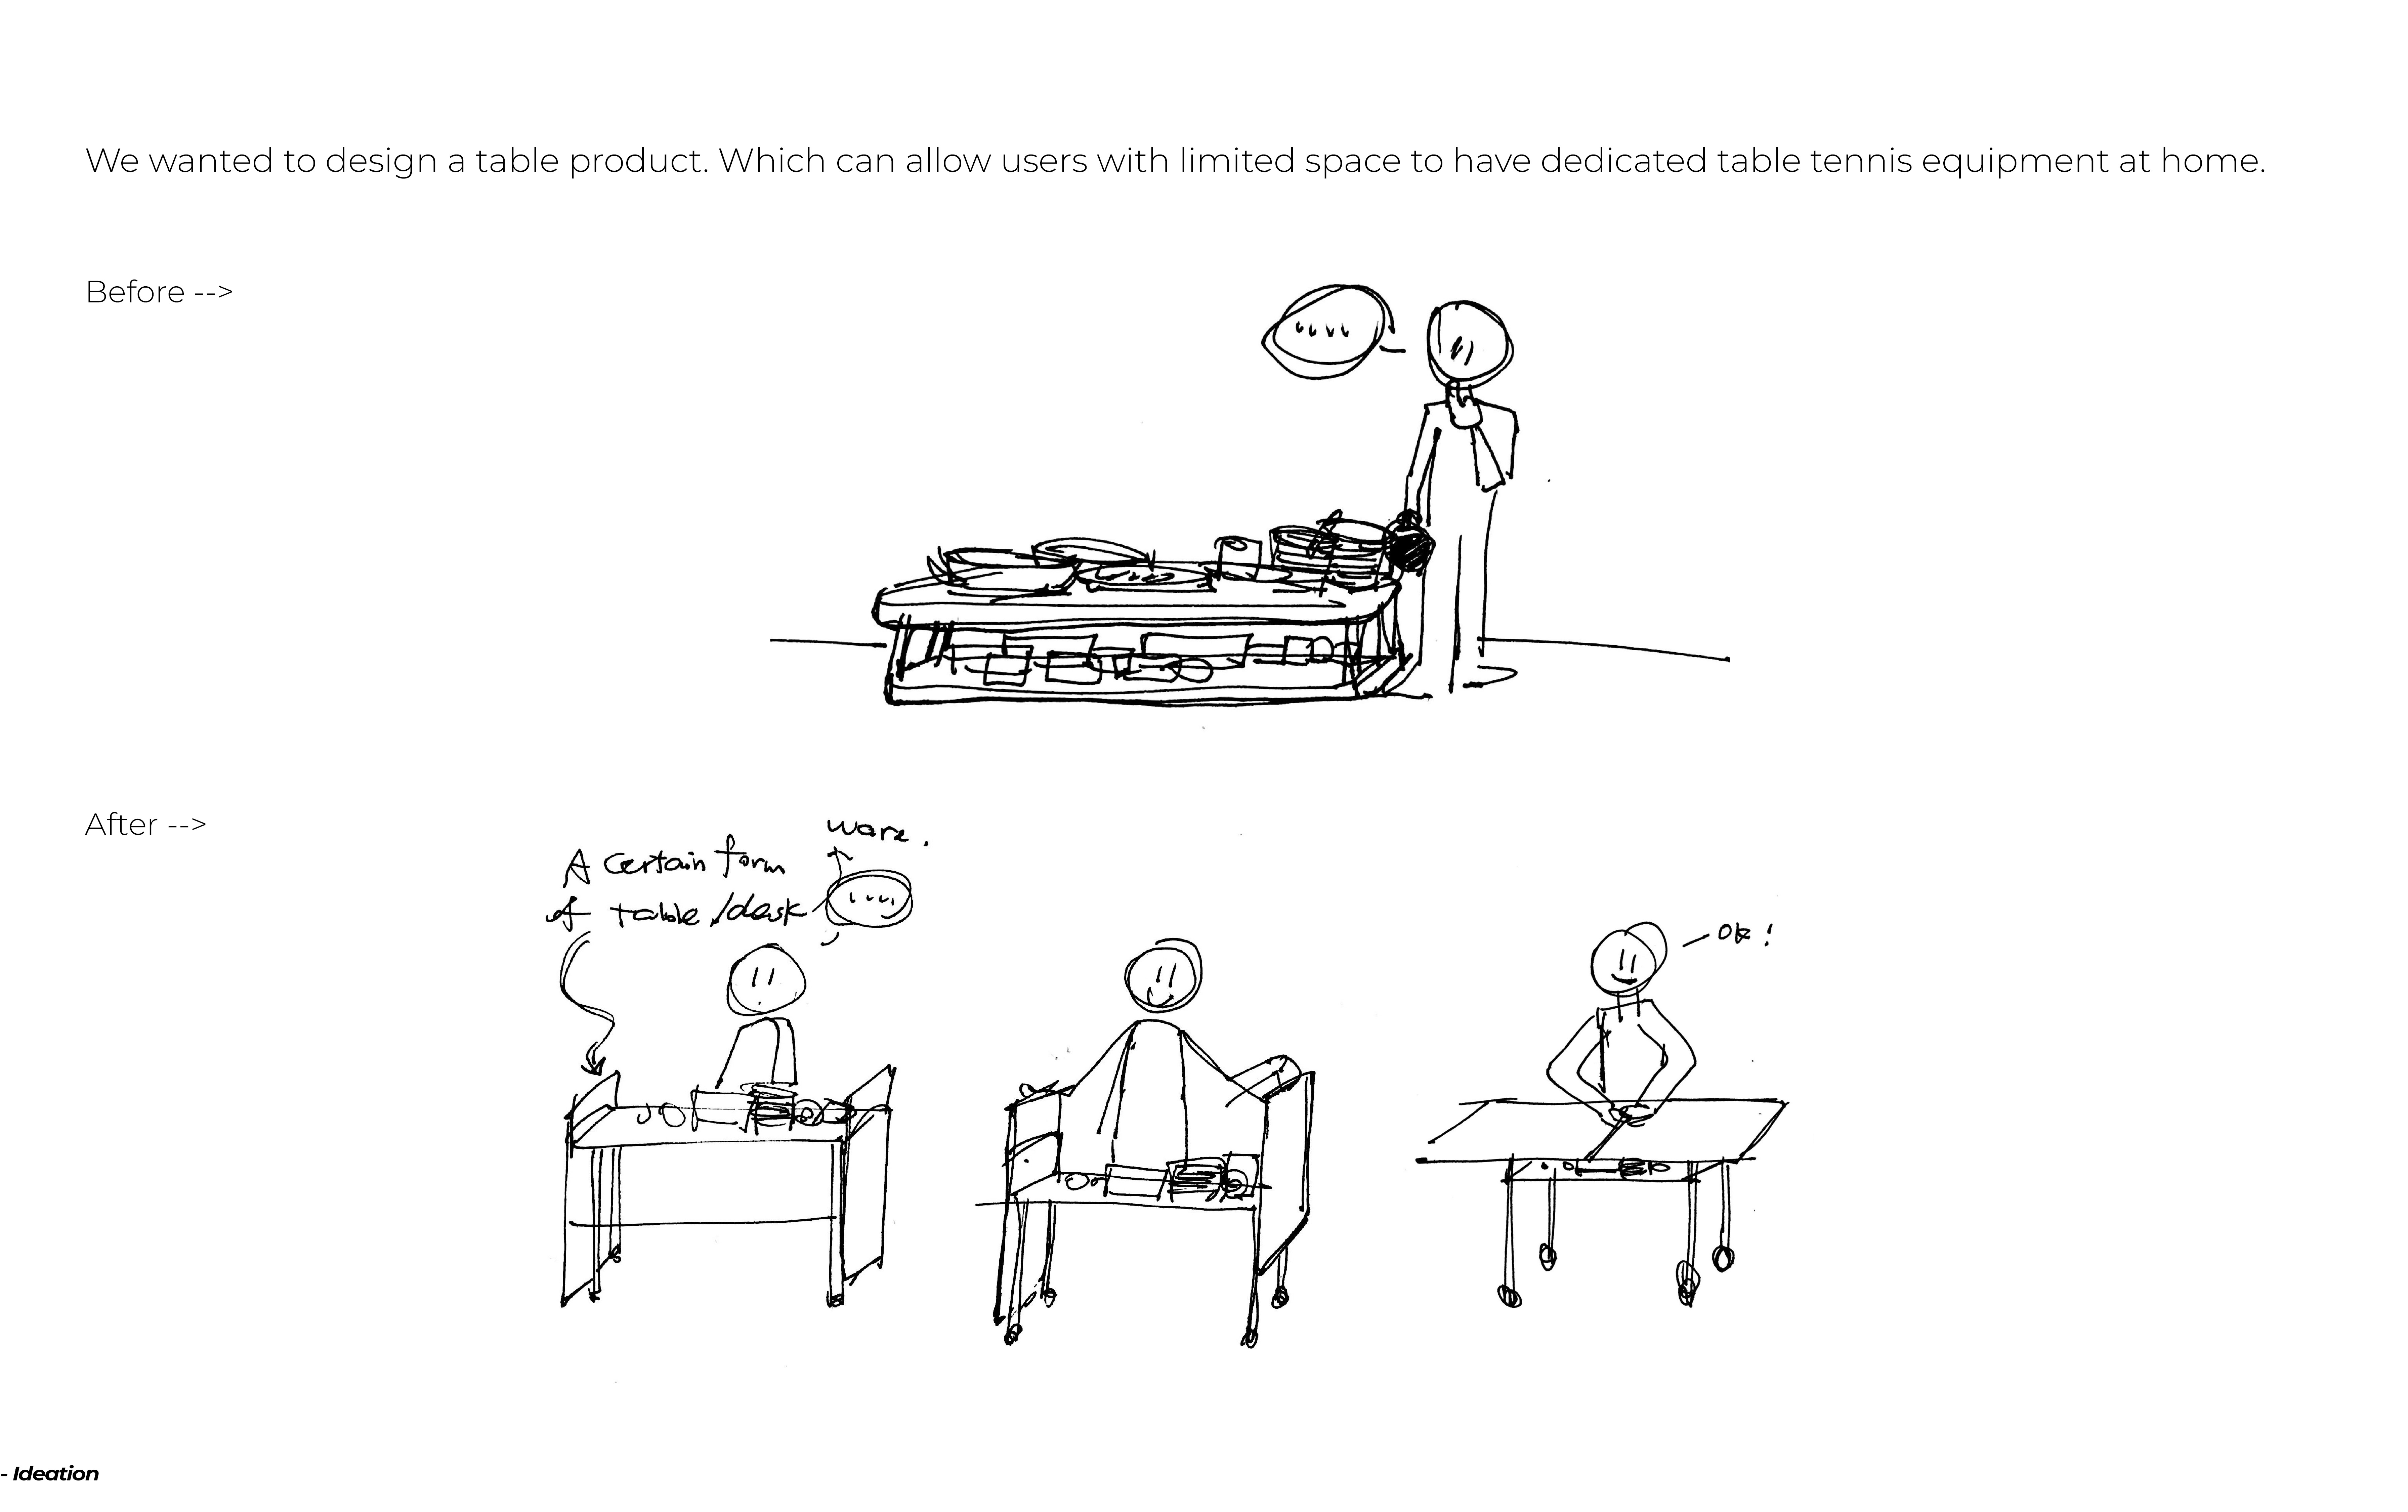 We wanted to design a table product. Which can allow users with limited space to have dedicated table tennis equipment at home.
Before -->
After -->
ware.
A certain form
of table/desk
OK!
- Ideation